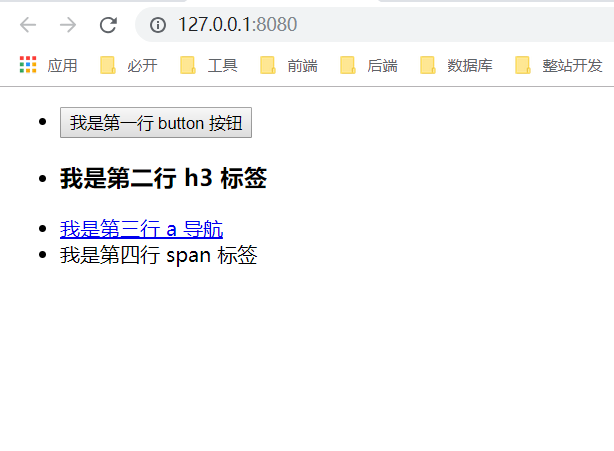 127.0.0.1:8080
应用 必开 工具 前端 后端 数据库 整站开发
我是第一行 button 按钮
我是第二行 h3 标签
我是第三行 a 导航
我是第四行 span 标签